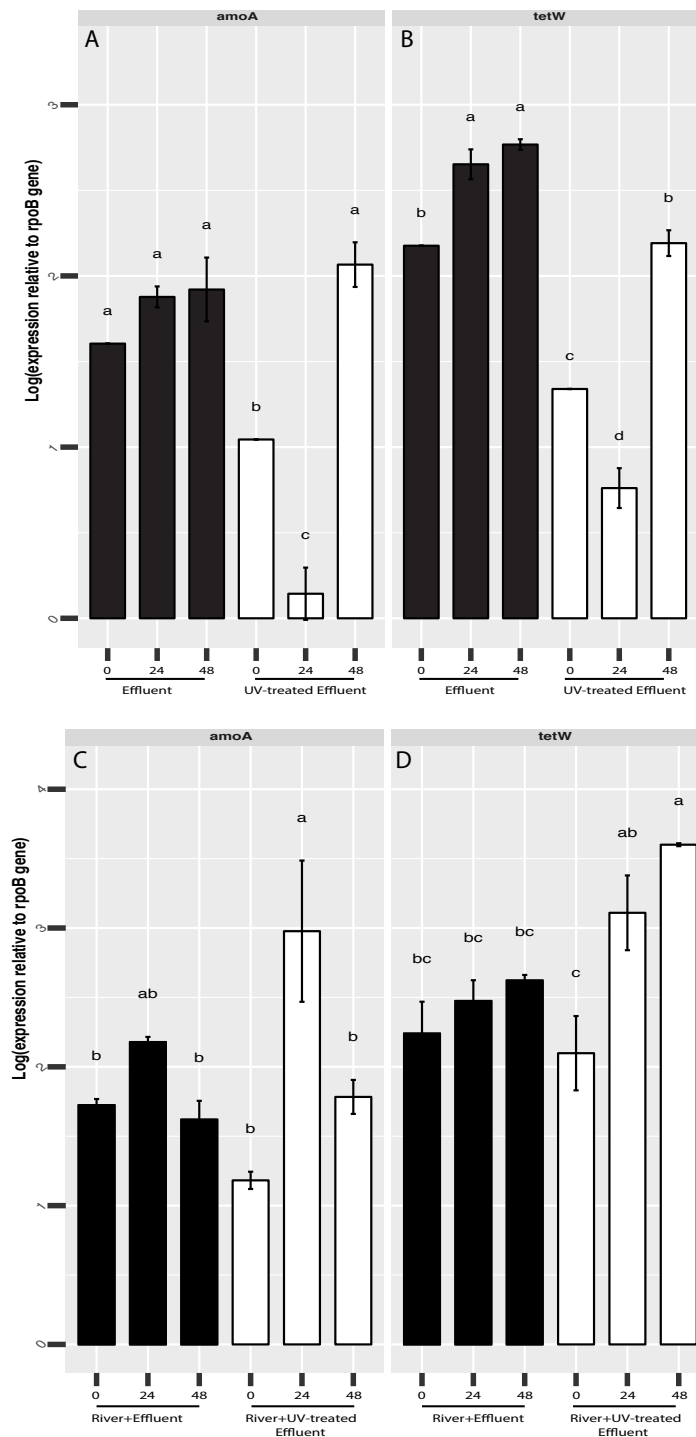 amoA tetW
A B
a a
a a
a a a
b b
3
2
1
0
Log(expression relative to rpoB gene)
b c
c d
0 24 48 0 24 48 0 24 48 0 24 48
Effluent UV-treated Effluent Effluent UV-treated Effluent
amoA tetW
C D
4
3
2
1
0
Log(expression relative to rpoB gene)
b ab b b a b bc bc bc c ab a
0 24 48 0 24 48 0 24 48 0 24 48
River+Effluent River+UV-treated River+Effluent River+UV-treated
Effluent Effluent